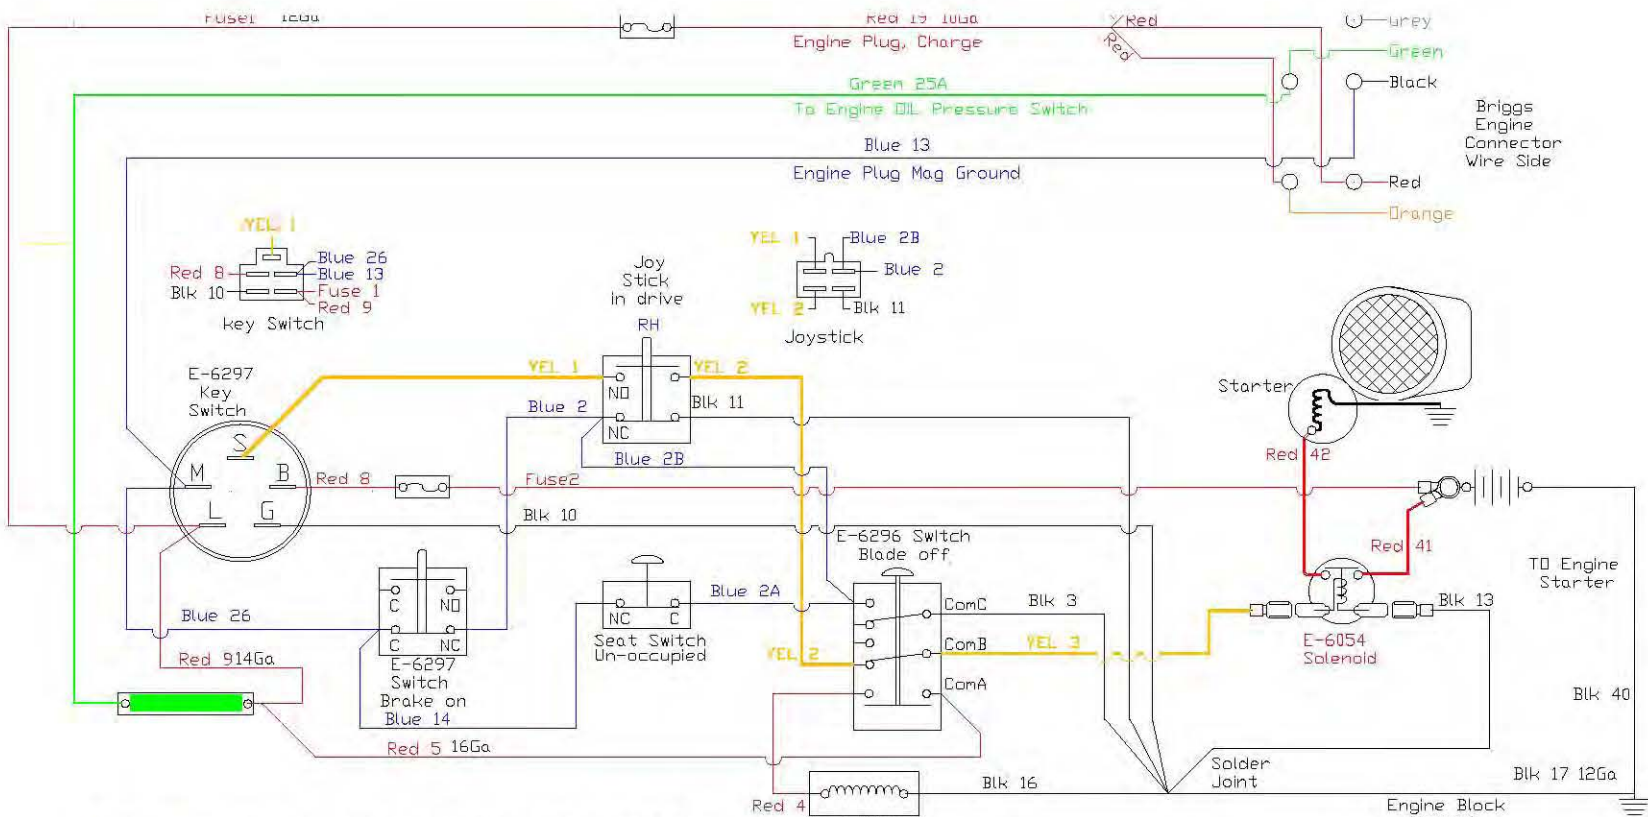 Fuse1 12Ga
Red 19 10Ga
Engine Plug, Charge
Red
Red
Grey
Green
Black
Green 25A
To Engine OIL Pressure Switch
Briggs
Engine
Connector
Wire Side
Blue 13
Engine Plug Mag Ground
Red
Orange
YEL 1
Blue 26
Red 8
Blue 13
Blk 10
Fuse 1
Red 9
key Switch
Joy
Stick
in drive
RH
YEL 1
Blue 2B
Blue 2
YEL 2
Blk 11
Joystick
E-6297
Key
Switch
YEL 1
YEL 2
NO
Blue 2
Blk 11
NC
Blue 2B
Starter
Red 42
S
M
B
L
G
Red 8
Fuse2
Blk 10
E-6296 Switch
Blade off
Red 41
TO Engine
Starter
C
NO
C
NC
Blue 26
E-6297
Switch
Brake on
Blue 14
NC
C
Seat Switch
Un-occupied
Blue 2A
ComC
Blk 3
ComB
YEL 3
YEL 2
ComA
Blk 13
E-6054
Solenoid
Red 914Ga
Red 5 16Ga
Blk 40
Solder
Joint
Blk 17 12Ga
Red 4
Blk 16
Engine Block